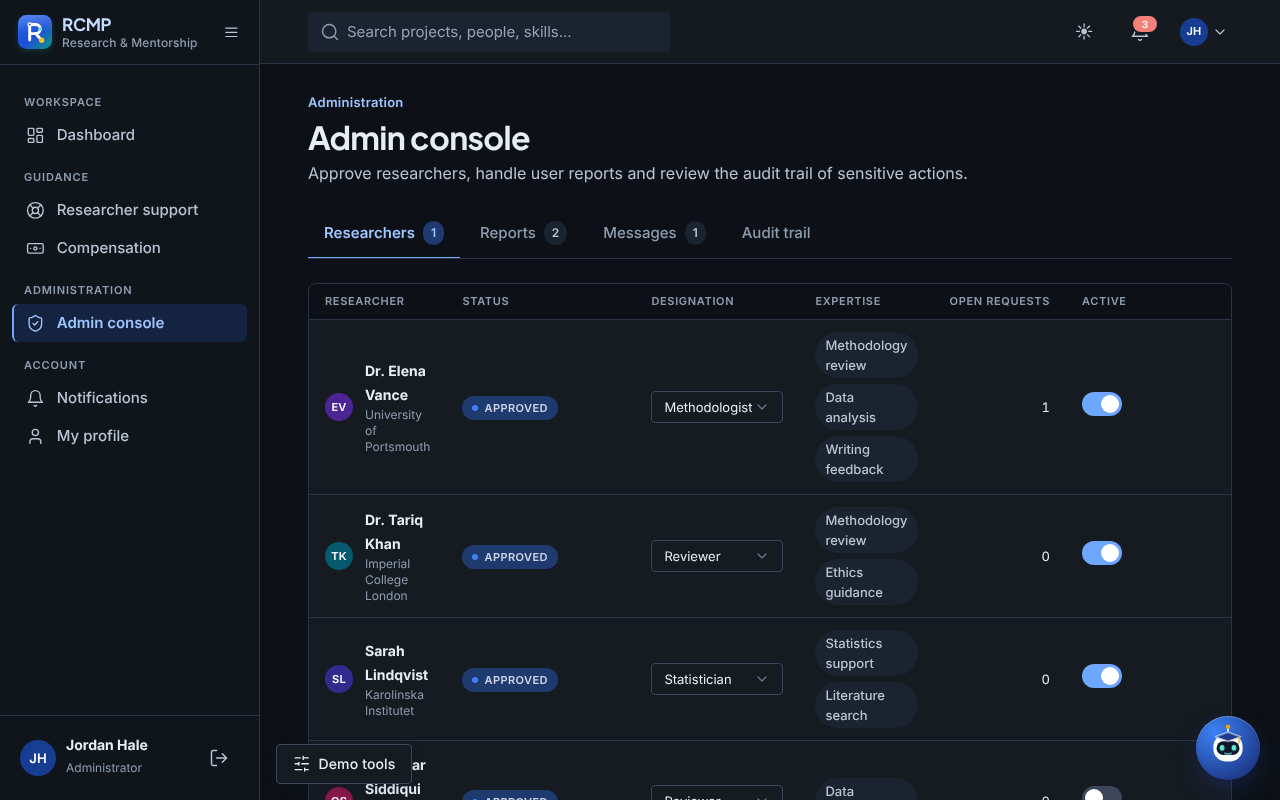 RCMP
Research & Mentorship
Search projects, people, skills...
3
JH
WORKSPACE
Dashboard
GUIDANCE
Researcher support
Compensation
ADMINISTRATION
Admin console
ACCOUNT
Notifications
My profile
JH
Jordan Hale
Administrator
Administration
Admin console
Approve researchers, handle user reports and review the audit trail of sensitive actions.
Researchers 1
Reports 2
Messages 1
Audit trail
RESEARCHER STATUS DESIGNATION EXPERTISE OPEN REQUESTS ACTIVE
EV
Dr. Elena
Vance
University
of
Portsmouth
APPROVED
Methodologist
Methodology
review
Data
analysis
Writing
feedback
1
TK
Dr. Tariq
Khan
Imperial
College
London
APPROVED
Reviewer
Methodology
review
Ethics
guidance
0
SL
Sarah
Lindqvist
Karolinska
Institutet
APPROVED
Statistician
Statistics
support
Literature
search
0
Siddiqui
APPROVED
Reviewer
Data
0
Demo tools